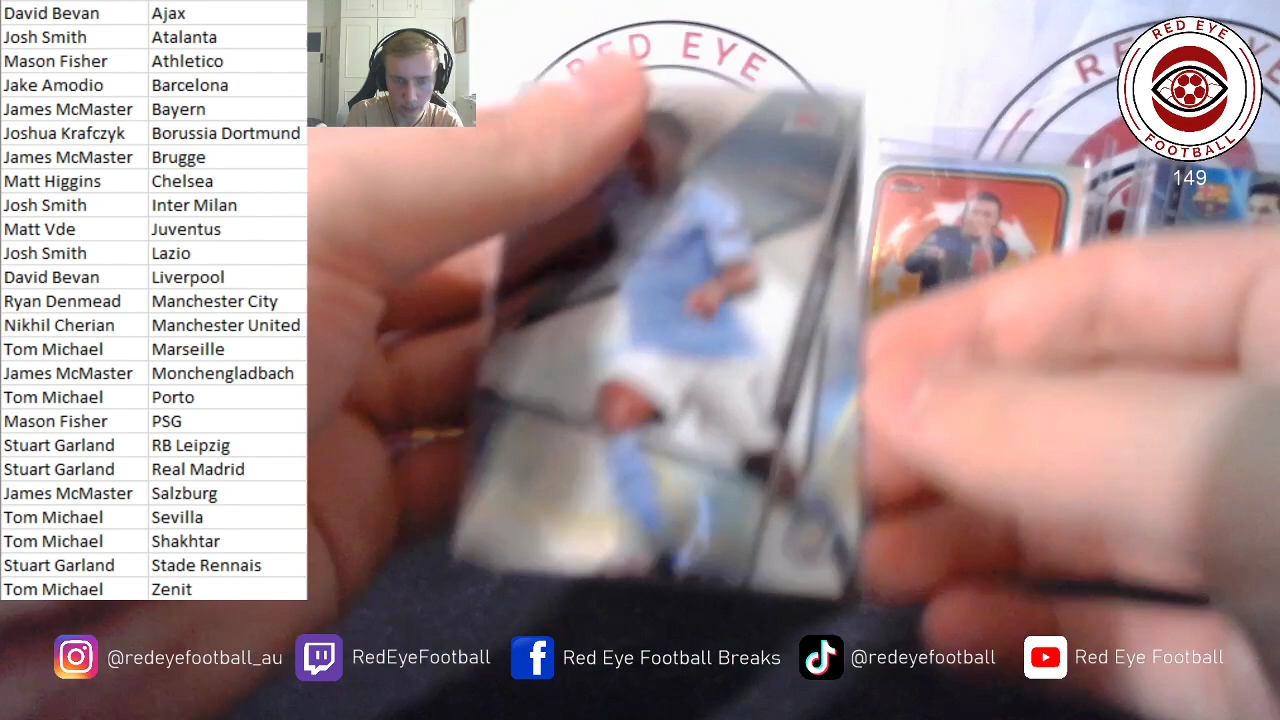 David Bevan Ajax
Josh Smith Atalanta
Mason Fisher Athletico
Jake Amodio Barcelona
James McMaster Bayern
Joshua Krafczyk Borussia Dortmund
James McMaster Brugge
Matt Higgins Chelsea
Josh Smith Inter Milan
Matt Vde Juventus
Josh Smith Lazio
David Bevan Liverpool
Ryan Denmead Manchester City
Nikhil Cherian Manchester United
Tom Michael Marseille
James McMaster Monchengladbach
Tom Michael Porto
Mason Fisher PSG
Stuart Garland RB Leipzig
Stuart Garland Real Madrid
James McMaster Salzburg
Tom Michael Sevilla
Tom Michael Shakhtar
Stuart Garland Stade Rennais
Tom Michael Zenit
RED EYE
RED EYE
FOOTBALL
149
@redeyefootball_au
RedEyeFootball
Red Eye Football Breaks
@redeyefootball
Red Eye Football